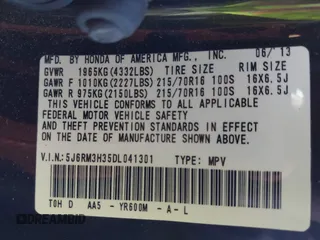 MFD. BY HONDA OF AMERICA MFG., INC. 06/13
GVWR 1965KG(4332LBS) TIRE SIZE RIM SIZE
GAWR F 1010KG(2227LBS) 215/70R16 100S 16X6.5J
GAWR R 975KG(2150LBS) 215/70R16 100S 16X6.5J
THIS VEHICLE CONFORMS TO ALL APPLICABLE
FEDERAL MOTOR VEHICLE SAFETY AND THEFT
PREVENTION STANDARDS IN EFFECT ON THE
DATE OF MANUFACTURE SHOWN ABOVE.
V.I.N: 5J6RM3H35DL041301 TYPE: MPV
TOH D AA5 - YR600M - A - L
DREAMBID